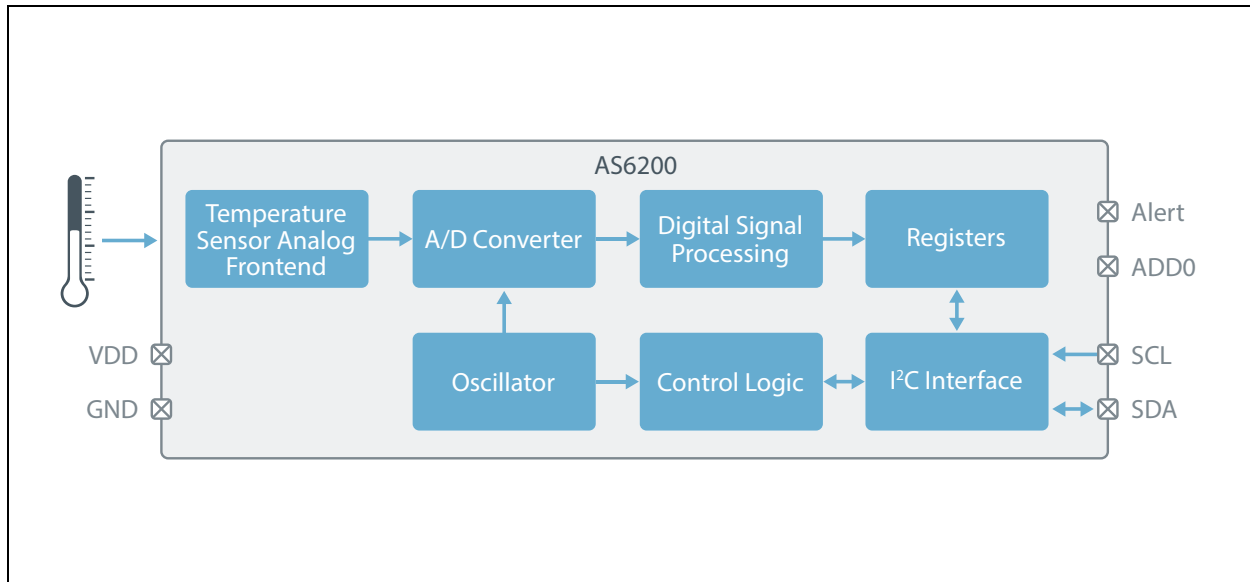 AS6200
Temperature
Sensor Analog
Frontend
A/D Converter
Digital Signal
Processing
Registers
Alert
ADD0
VDD
GND
Oscillator
Control Logic
I²C Interface
SCL
SDA